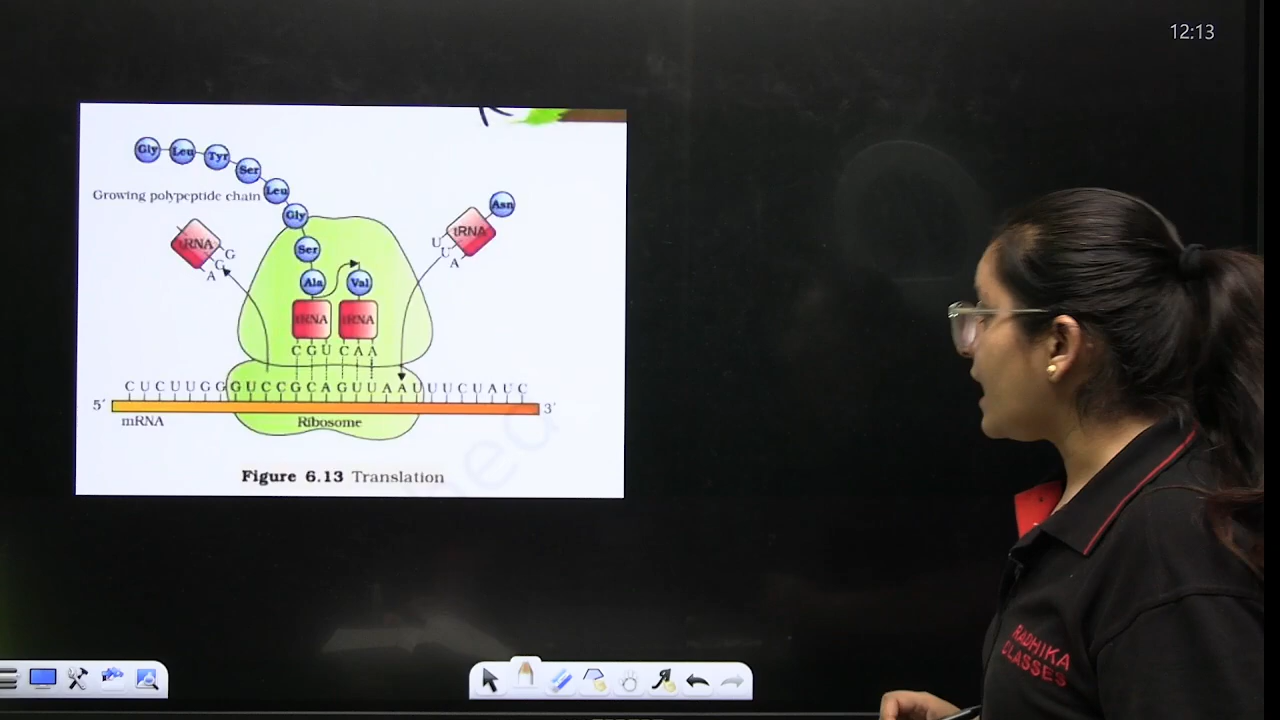 12:13
Gly Leu Tyr Ser Leu Gly Ser Ala Val
Growing polypeptide chain
Asn
tRNA
A G G
tRNA
U U A
tRNA tRNA
C G U C A A
C U C U U G G G U C C G C A G U U A A U U U C U A U C
5′ 3′
mRNA
Ribosome
Figure 6.13 Translation
RADHIKA
CLASSES